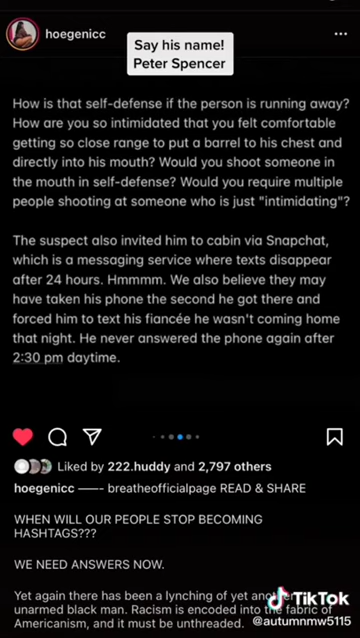 hoegenicc
Say his name!
Peter Spencer
How is that self-defense if the person is running away?
How are you so intimidated that you felt comfortable
getting so close range to put a barrel to his chest and
directly into his mouth? Would you shoot someone in
the mouth in self-defense? Would you require multiple
people shooting at someone who is just "intimidating"?
The suspect also invited him to cabin via Snapchat,
which is a messaging service where texts disappear
after 24 hours. Hmmmm. We also believe they may
have taken his phone the second he got there and
forced him to text his fiancée he wasn't coming home
that night. He never answered the phone again after
2:30 pm daytime.
Liked by 222.huddy and 2,797 others
hoegenicc —— breatheofficialpage READ & SHARE
WHEN WILL OUR PEOPLE STOP BECOMING
HASHTAGS???
WE NEED ANSWERS NOW.
Yet again there has been a lynching of yet another
unarmed black man. Racism is encoded into the fabric of
Americanism, and it must be unthreaded.
TikTok
@autumnmw5115